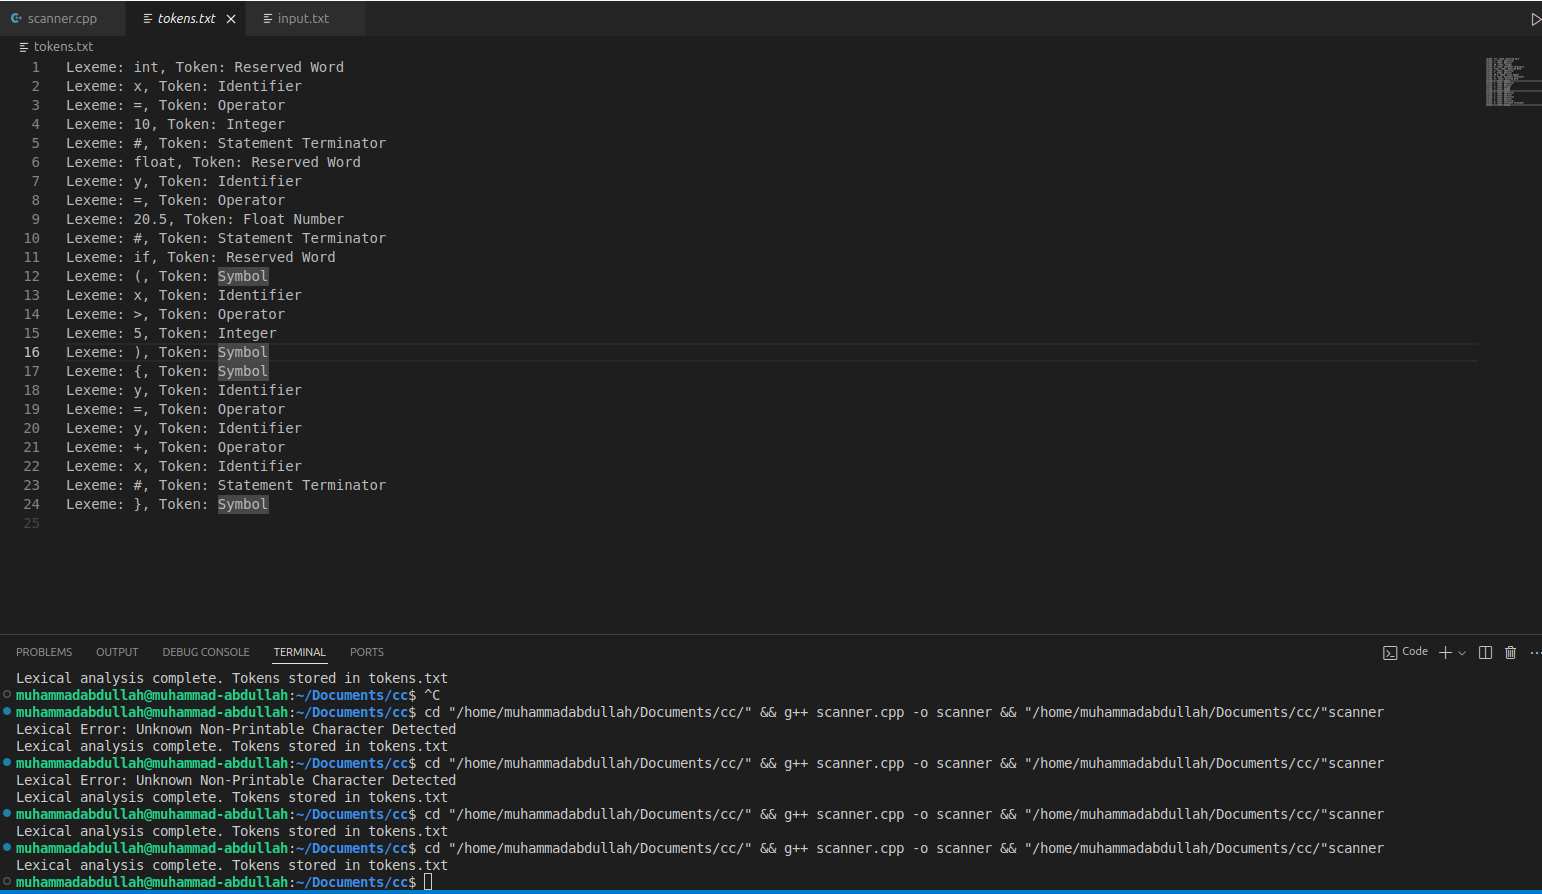 scanner.cpp tokens.txt input.txt
tokens.txt
1 Lexeme: int, Token: Reserved Word
2 Lexeme: x, Token: Identifier
3 Lexeme: =, Token: Operator
4 Lexeme: 10, Token: Integer
5 Lexeme: #, Token: Statement Terminator
6 Lexeme: float, Token: Reserved Word
7 Lexeme: y, Token: Identifier
8 Lexeme: =, Token: Operator
9 Lexeme: 20.5, Token: Float Number
10 Lexeme: #, Token: Statement Terminator
11 Lexeme: if, Token: Reserved Word
12 Lexeme: (, Token: Symbol
13 Lexeme: x, Token: Identifier
14 Lexeme: >, Token: Operator
15 Lexeme: 5, Token: Integer
16 Lexeme: ), Token: Symbol
17 Lexeme: {, Token: Symbol
18 Lexeme: y, Token: Identifier
19 Lexeme: =, Token: Operator
20 Lexeme: y, Token: Identifier
21 Lexeme: +, Token: Operator
22 Lexeme: x, Token: Identifier
23 Lexeme: #, Token: Statement Terminator
24 Lexeme: }, Token: Symbol
25
PROBLEMS OUTPUT DEBUG CONSOLE TERMINAL PORTS Code
Lexical analysis complete. Tokens stored in tokens.txt
muhammadabdullah@muhammad-abdullah:~/Documents/cc$ ^C
muhammadabdullah@muhammad-abdullah:~/Documents/cc$ cd "/home/muhammadabdullah/Documents/cc/" && g++ scanner.cpp -o scanner && "/home/muhammadabdullah/Documents/cc/"scanner
Lexical Error: Unknown Non-Printable Character Detected
Lexical analysis complete. Tokens stored in tokens.txt
muhammadabdullah@muhammad-abdullah:~/Documents/cc$ cd "/home/muhammadabdullah/Documents/cc/" && g++ scanner.cpp -o scanner && "/home/muhammadabdullah/Documents/cc/"scanner
Lexical Error: Unknown Non-Printable Character Detected
Lexical analysis complete. Tokens stored in tokens.txt
muhammadabdullah@muhammad-abdullah:~/Documents/cc$ cd "/home/muhammadabdullah/Documents/cc/" && g++ scanner.cpp -o scanner && "/home/muhammadabdullah/Documents/cc/"scanner
Lexical analysis complete. Tokens stored in tokens.txt
muhammadabdullah@muhammad-abdullah:~/Documents/cc$ cd "/home/muhammadabdullah/Documents/cc/" && g++ scanner.cpp -o scanner && "/home/muhammadabdullah/Documents/cc/"scanner
Lexical analysis complete. Tokens stored in tokens.txt
muhammadabdullah@muhammad-abdullah:~/Documents/cc$